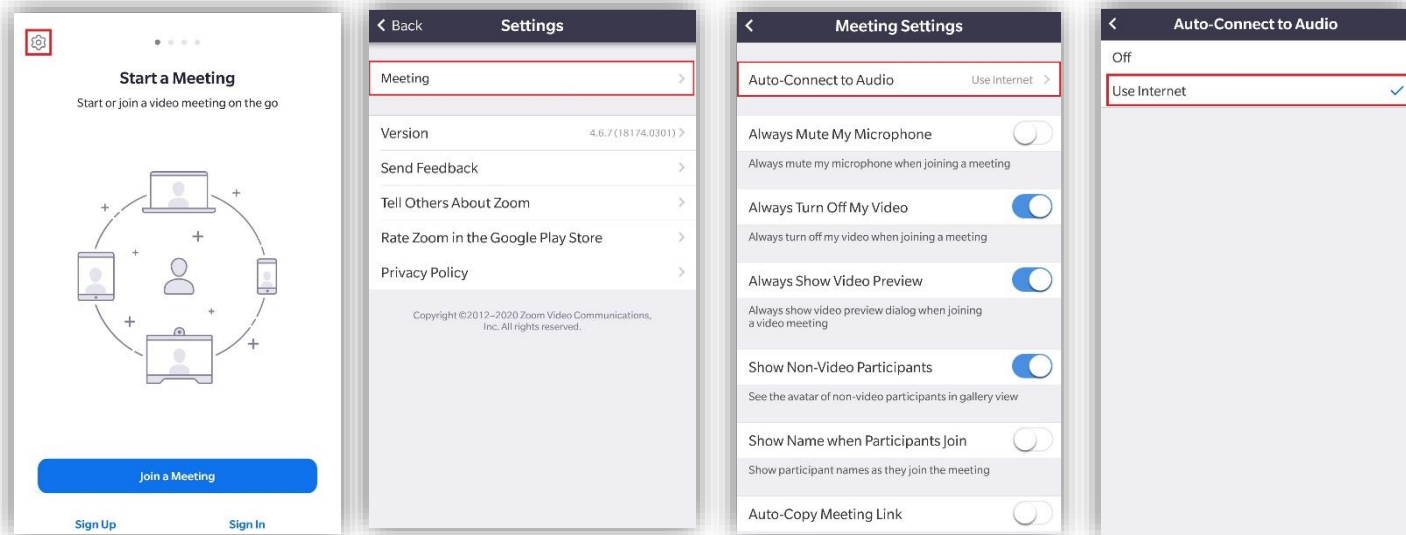 Start a Meeting
Start or join a video meeting on the go
Join a Meeting
Sign Up
Sign In
Back
Settings
Meeting
Version
4.6.7 (18174.0301)
Send Feedback
Tell Others About Zoom
Rate Zoom in the Google Play Store
Privacy Policy
Copyright ©2012-2020 Zoom Video Communications,
Inc. All rights reserved.
Meeting Settings
Auto-Connect to Audio
Use Internet
Always Mute My Microphone
Always mute my microphone when joining a meeting
Always Turn Off My Video
Always turn off my video when joining a meeting
Always Show Video Preview
Always show video preview dialog when joining
a video meeting
Show Non-Video Participants
See the avatar of non-video participants in gallery view
Show Name when Participants Join
Show participant names as they join the meeting
Auto-Copy Meeting Link
Auto-Connect to Audio
Off
Use Internet